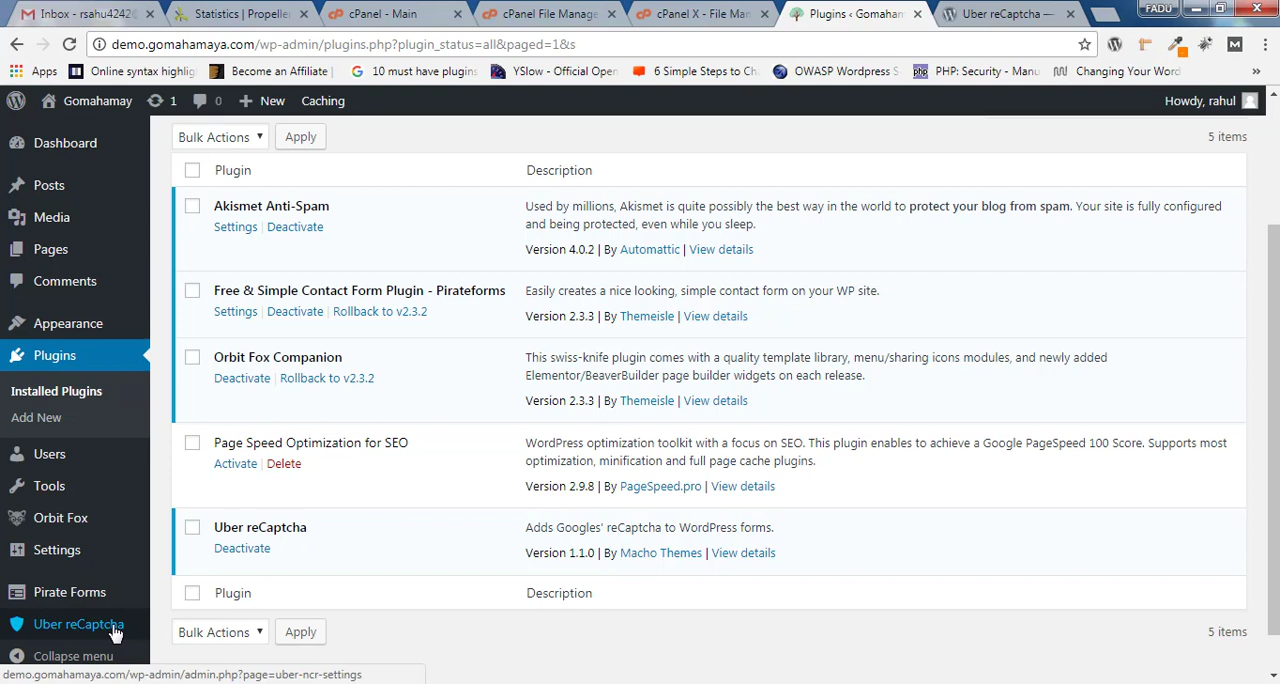 Inbox - rsahu4242@
Statistics | Propeller
cPanel - Main
cPanel File Manage
cPanel X - File Man
Plugins ‹ Gomaham
Uber reCaptcha —
FADU
demo.gomahamaya.com/wp-admin/plugins.php?plugin_status=all&paged=1&s
Apps
Online syntax highlig
Become an Affiliate |
10 must have plugins
YSlow - Official Open
6 Simple Steps to Ch
OWASP Wordpress S
PHP: Security - Manu
Changing Your Word
»
Gomahamay
1
0
New
Caching
Howdy, rahul
Dashboard
Posts
Media
Pages
Comments
Appearance
Plugins
Installed Plugins
Add New
Users
Tools
Orbit Fox
Settings
Pirate Forms
Uber reCaptcha
Collapse menu
Bulk Actions
Apply
5 items
Plugin
Description
Akismet Anti-Spam
Settings | Deactivate
Used by millions, Akismet is quite possibly the best way in the world to protect your blog from spam. Your site is fully configured
and being protected, even while you sleep.
Version 4.0.2 | By Automattic | View details
Free & Simple Contact Form Plugin - Pirateforms
Settings | Deactivate | Rollback to v2.3.2
Easily creates a nice looking, simple contact form on your WP site.
Version 2.3.3 | By Themeisle | View details
Orbit Fox Companion
Deactivate | Rollback to v2.3.2
This swiss-knife plugin comes with a quality template library, menu/sharing icons modules, and newly added
Elementor/BeaverBuilder page builder widgets on each release.
Version 2.3.3 | By Themeisle | View details
Page Speed Optimization for SEO
Activate | Delete
WordPress optimization toolkit with a focus on SEO. This plugin enables to achieve a Google PageSpeed 100 Score. Supports most
optimization, minification and full page cache plugins.
Version 2.9.8 | By PageSpeed.pro | View details
Uber reCaptcha
Deactivate
Adds Googles' reCaptcha to WordPress forms.
Version 1.1.0 | By Macho Themes | View details
Plugin
Description
Bulk Actions
Apply
5 items
demo.gomahamaya.com/wp-admin/admin.php?page=uber-ncr-settings